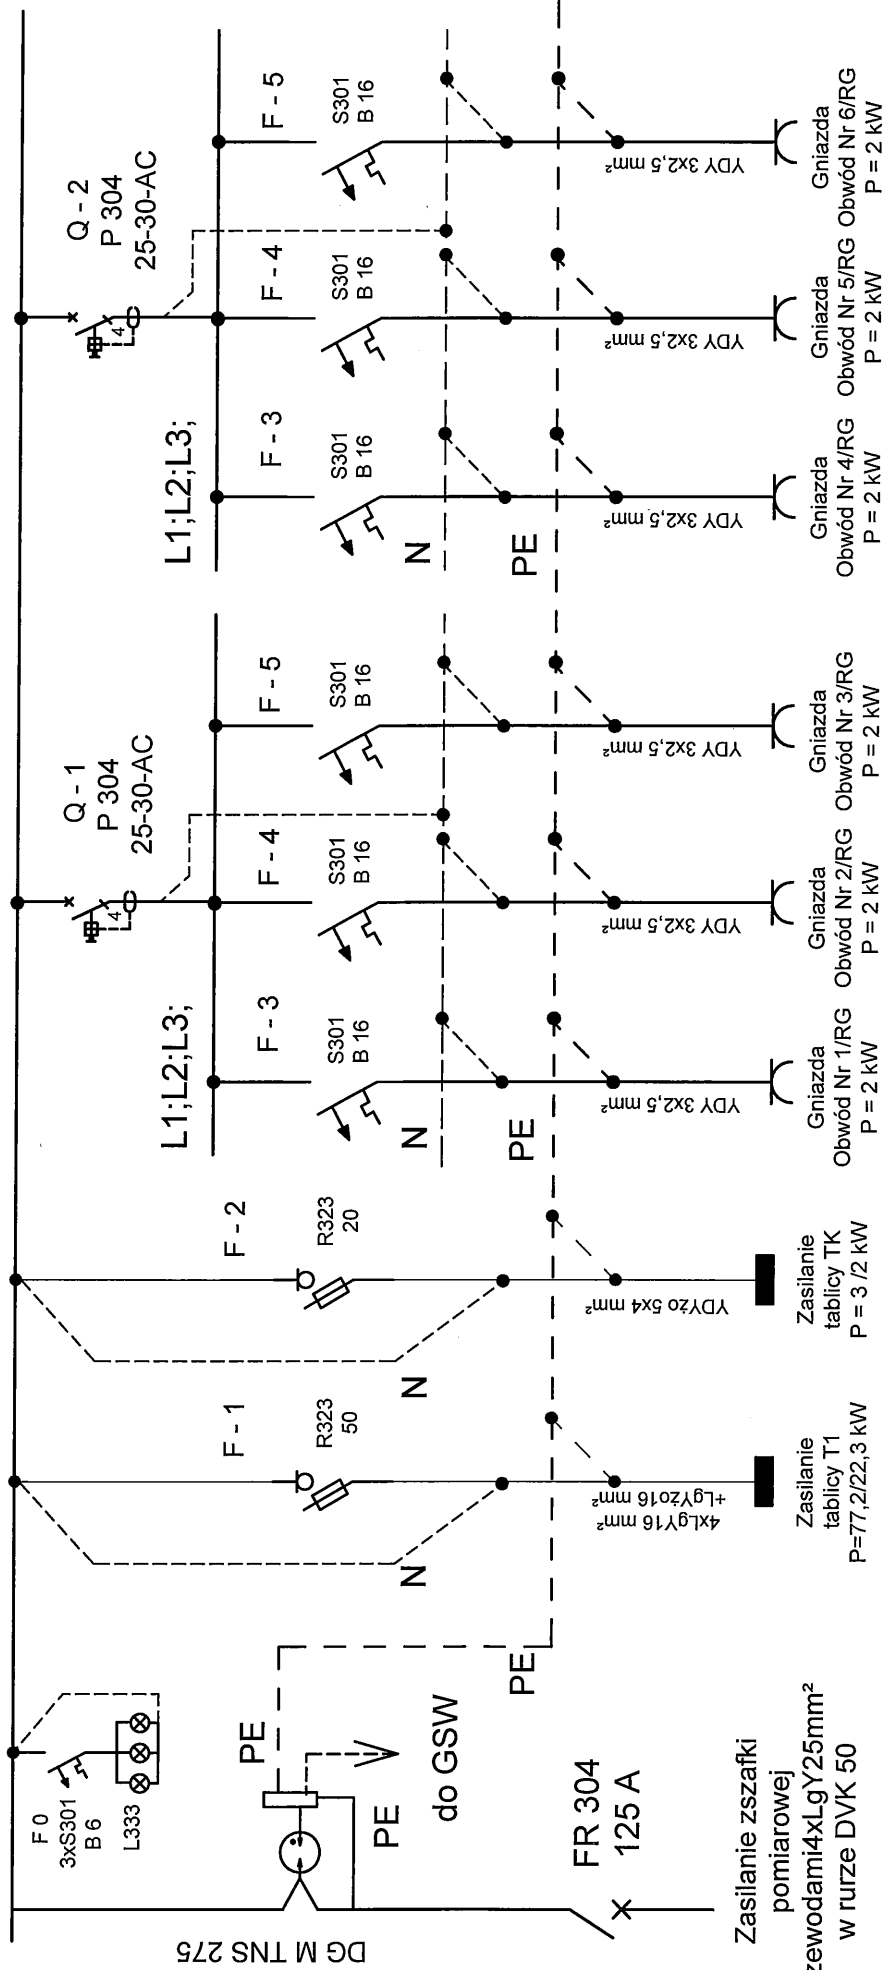 Q - 2
P 304
25-30-AC
4
L1;L2;L3;
F - 5
S301
B 16
F - 4
S301
B 16
F - 3
S301
B 16
N
PE
YDY 3x2,5 mm²
YDY 3x2,5 mm²
YDY 3x2,5 mm²
Gniazda
Obwód Nr 6/RG
P = 2 kW
Gniazda
Obwód Nr 5/RG
P = 2 kW
Gniazda
Obwód Nr 4/RG
P = 2 kW
Q - 1
P 304
25-30-AC
4
L1;L2;L3;
F - 5
S301
B 16
F - 4
S301
B 16
F - 3
S301
B 16
N
PE
YDY 3x2,5 mm²
YDY 3x2,5 mm²
YDY 3x2,5 mm²
Gniazda
Obwód Nr 3/RG
P = 2 kW
Gniazda
Obwód Nr 2/RG
P = 2 kW
Gniazda
Obwód Nr 1/RG
P = 2 kW
F - 2
R323
20
N
YDYżo 5x4 mm²
Zasilanie
tablicy TK
P = 3 /2 kW
F - 1
R323
50
N
4xLgY16 mm²
+LgYżo16 mm²
Zasilanie
tablicy T1
P=77,2/22,3 kW
F 0
3xS301
B 6
L333
PE
PE
PE
do GSW
DG M TNS 275
FR 304
125 A
Zasilanie zszafki
pomiarowej
zewodami4xLgY25mm²
w rurze DVK 50